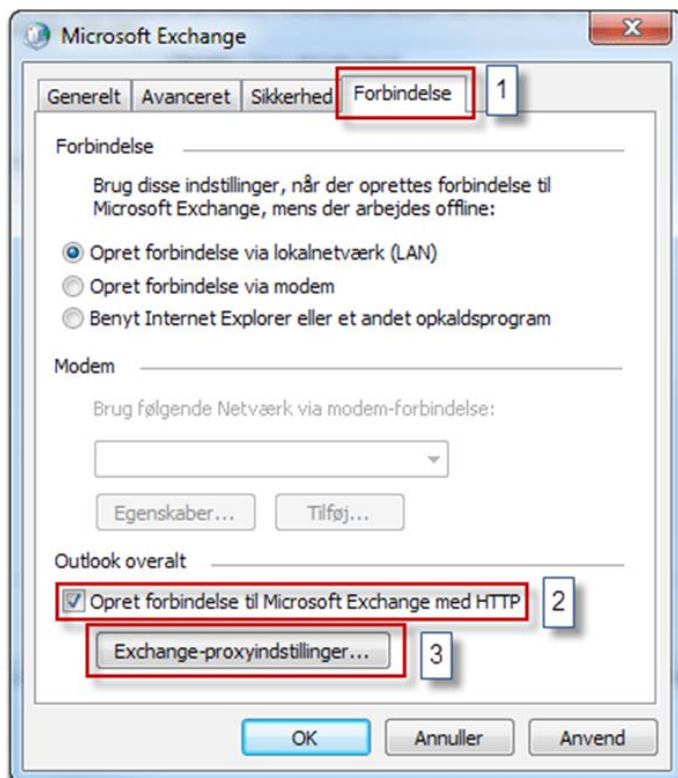 Microsoft Exchange
Generelt Avanceret Sikkerhed Forbindelse 1
Forbindelse
Brug disse indstillinger, når der oprettes forbindelse til
Microsoft Exchange, mens der arbejdes offline:
Opret forbindelse via lokalnetværk (LAN)
Opret forbindelse via modem
Benyt Internet Explorer eller et andet opkaldsprogram
Modem
Brug følgende Netværk via modem-forbindelse:
Egenskaber... Tilføj...
Outlook overalt
Opret forbindelse til Microsoft Exchange med HTTP 2
Exchange-proxyindstillinger... 3
OK Annuller Anvend